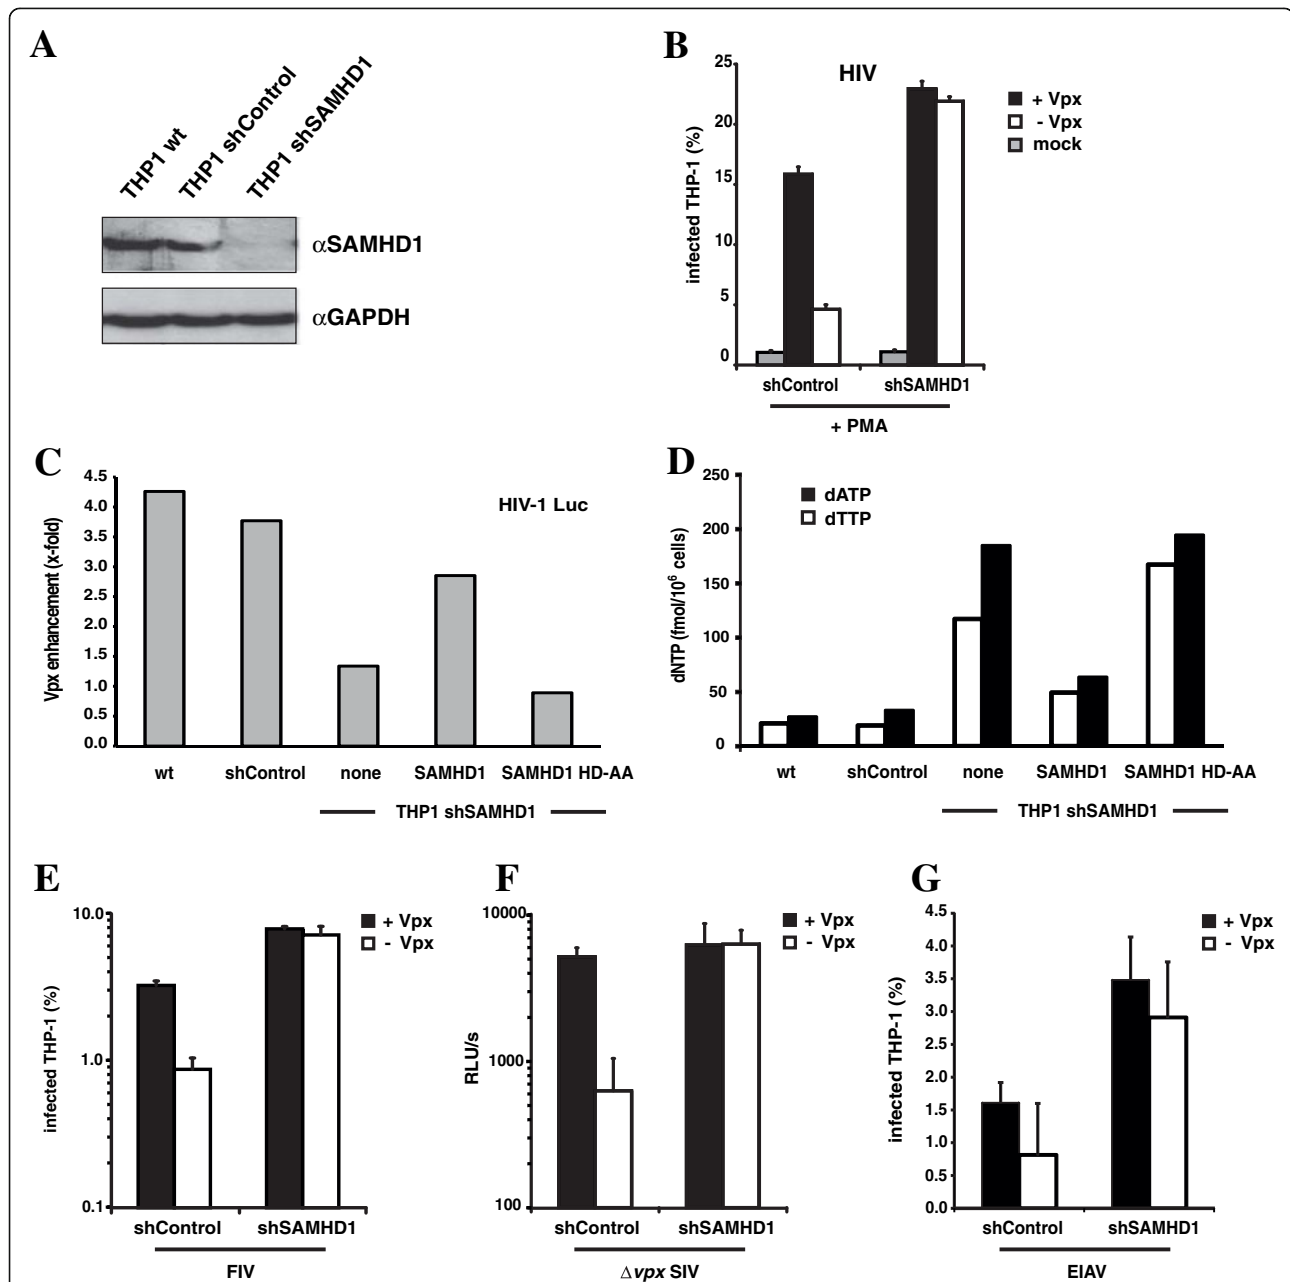 A
THP1 wt
THP1 shControl
THP1 shSAMHD1
αSAMHD1
αGAPDH
B
HIV
25
20
15
10
5
0
infected THP-1 (%)
+ Vpx
- Vpx
mock
shControl
shSAMHD1
+ PMA
C
4.5
4.0
3.5
3.0
2.5
2.0
1.5
1.0
0.5
0.0
Vpx enhancement (x-fold)
HIV-1 Luc
wt
shControl
none
SAMHD1
SAMHD1 HD-AA
THP1 shSAMHD1
D
250
200
150
100
50
0
dNTP (fmol/10⁶ cells)
dATP
dTTP
wt
shControl
none
SAMHD1
SAMHD1 HD-AA
THP1 shSAMHD1
E
10.0
1.0
0.1
infected THP-1 (%)
+ Vpx
- Vpx
shControl
shSAMHD1
FIV
F
10000
1000
100
RLU/s
+ Vpx
- Vpx
shControl
shSAMHD1
Δvpx SIV
G
4.5
4.0
3.5
3.0
2.5
2.0
1.5
1.0
0.5
0.0
infected THP-1 (%)
+ Vpx
- Vpx
shControl
shSAMHD1
EIAV